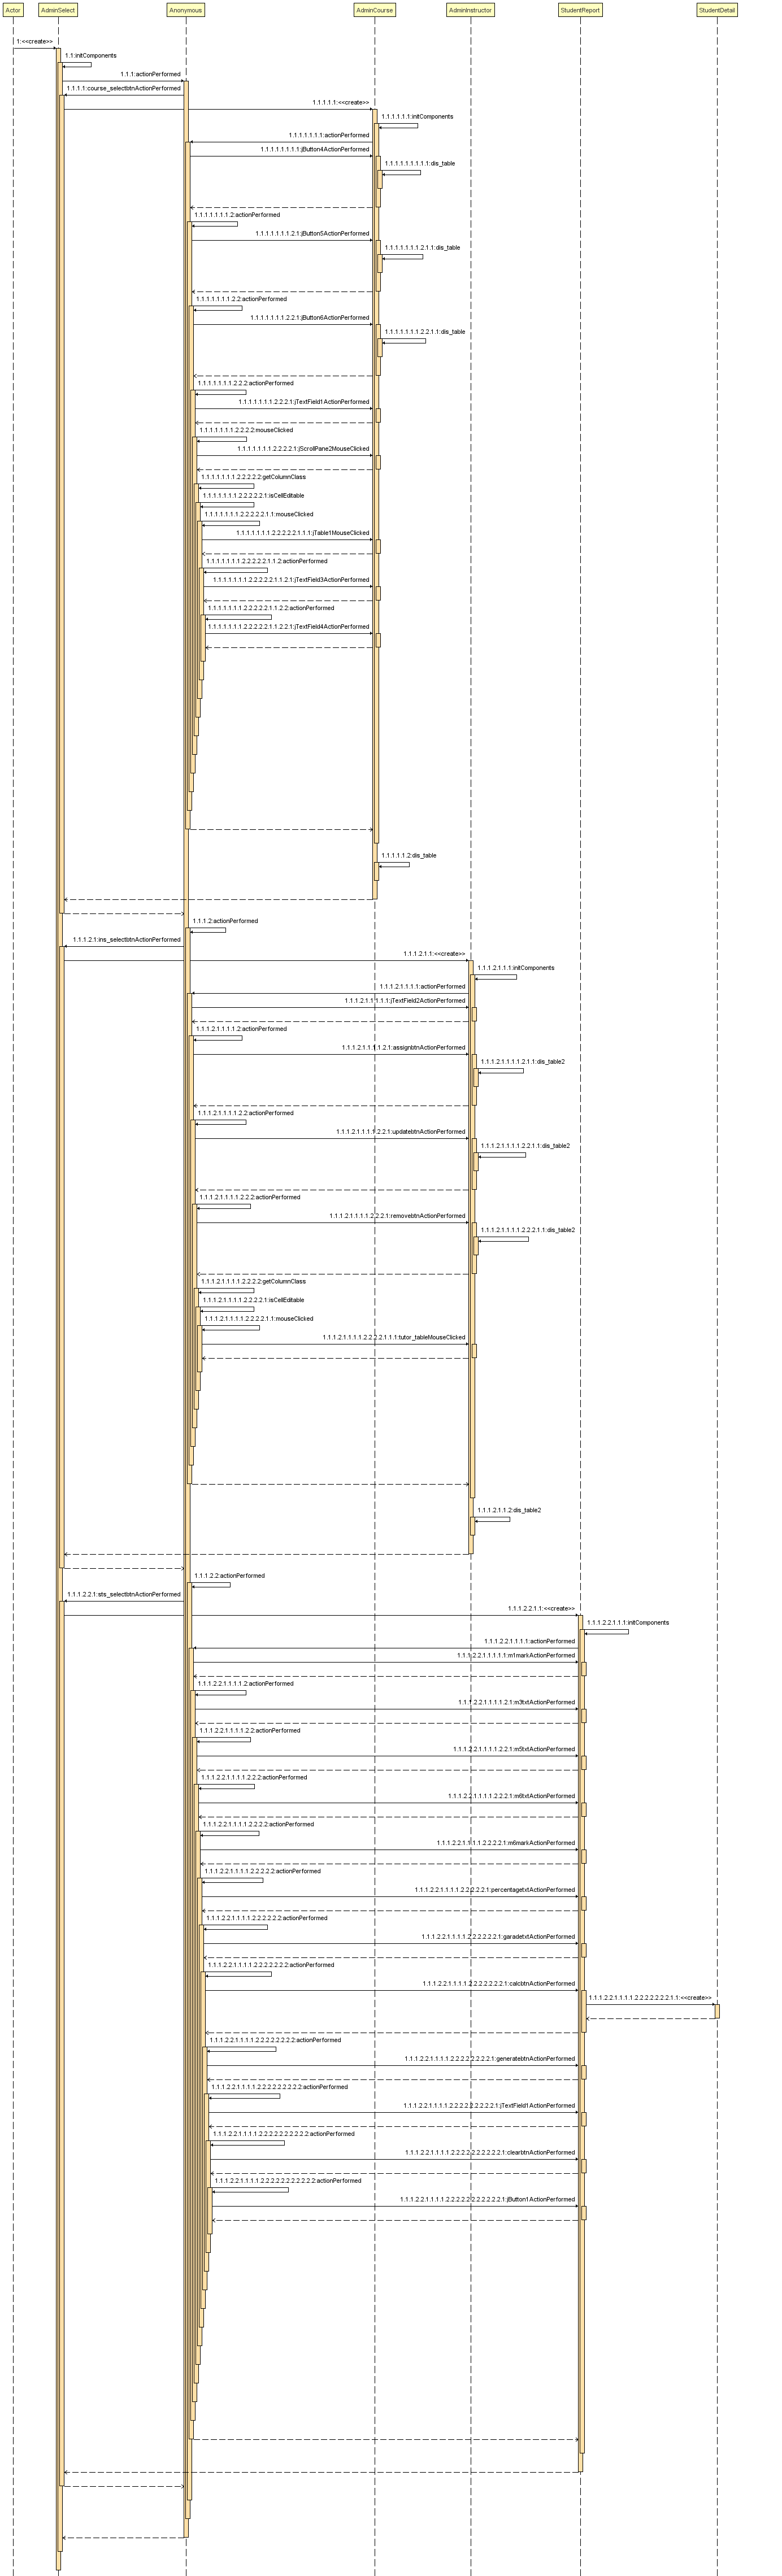 Actor
AdminSelect
Anonymous
AdminCourse
AdminInstructor
StudentReport
StudentDetail
1:<<create>>
1.1:initComponents
1.1.1:actionPerformed
1.1.1.1:course_selectbtnActionPerformed
1.1.1.1.1:<<create>>
1.1.1.1.1.1:initComponents
1.1.1.1.1.1.1:actionPerformed
1.1.1.1.1.1.1.1:jButton4ActionPerformed
1.1.1.1.1.1.1.1.1:dis_table
1.1.1.1.1.1.1.2:actionPerformed
1.1.1.1.1.1.1.2.1:jButton5ActionPerformed
1.1.1.1.1.1.1.2.1.1:dis_table
1.1.1.1.1.1.1.2.2:actionPerformed
1.1.1.1.1.1.1.2.2.1:jButton6ActionPerformed
1.1.1.1.1.1.1.2.2.1.1:dis_table
1.1.1.1.1.1.1.2.2.2:actionPerformed
1.1.1.1.1.1.1.2.2.2.1:jTextField1ActionPerformed
1.1.1.1.1.1.1.2.2.2.2:mouseClicked
1.1.1.1.1.1.1.2.2.2.2.1:jScrollPane2MouseClicked
1.1.1.1.1.1.1.2.2.2.2.2:getColumnClass
1.1.1.1.1.1.1.2.2.2.2.2.1:isCellEditable
1.1.1.1.1.1.1.2.2.2.2.2.1.1:mouseClicked
1.1.1.1.1.1.1.2.2.2.2.2.1.1.1:jTable1MouseClicked
1.1.1.1.1.1.1.2.2.2.2.2.1.1.2:actionPerformed
1.1.1.1.1.1.1.2.2.2.2.2.1.1.2.1:jTextField3ActionPerformed
1.1.1.1.1.1.1.2.2.2.2.2.1.1.2.2:actionPerformed
1.1.1.1.1.1.1.2.2.2.2.2.1.1.2.2.1:jTextField4ActionPerformed
1.1.1.1.1.2:dis_table
1.1.1.2:actionPerformed
1.1.1.2.1:ins_selectbtnActionPerformed
1.1.1.2.1.1:<<create>>
1.1.1.2.1.1.1:initComponents
1.1.1.2.1.1.1.1:actionPerformed
1.1.1.2.1.1.1.1.1:jTextField2ActionPerformed
1.1.1.2.1.1.1.1.2:actionPerformed
1.1.1.2.1.1.1.1.2.1:assignbtnActionPerformed
1.1.1.2.1.1.1.1.2.1.1:dis_table2
1.1.1.2.1.1.1.1.2.2:actionPerformed
1.1.1.2.1.1.1.1.2.2.1:updatebtnActionPerformed
1.1.1.2.1.1.1.1.2.2.1.1:dis_table2
1.1.1.2.1.1.1.1.2.2.2:actionPerformed
1.1.1.2.1.1.1.1.2.2.2.1:removebtnActionPerformed
1.1.1.2.1.1.1.1.2.2.2.1.1:dis_table2
1.1.1.2.1.1.1.1.2.2.2.2:getColumnClass
1.1.1.2.1.1.1.1.2.2.2.2.1:isCellEditable
1.1.1.2.1.1.1.1.2.2.2.2.1.1:mouseClicked
1.1.1.2.1.1.1.1.2.2.2.2.1.1.1:tutor_tableMouseClicked
1.1.1.2.1.1.2:dis_table2
1.1.1.2.2:actionPerformed
1.1.1.2.2.1:sts_selectbtnActionPerformed
1.1.1.2.2.1.1:<<create>>
1.1.1.2.2.1.1.1:initComponents
1.1.1.2.2.1.1.1.1:actionPerformed
1.1.1.2.2.1.1.1.1.1:m1markActionPerformed
1.1.1.2.2.1.1.1.1.2:actionPerformed
1.1.1.2.2.1.1.1.1.2.1:m3txtActionPerformed
1.1.1.2.2.1.1.1.1.2.2:actionPerformed
1.1.1.2.2.1.1.1.1.2.2.1:m5txtActionPerformed
1.1.1.2.2.1.1.1.1.2.2.2:actionPerformed
1.1.1.2.2.1.1.1.1.2.2.2.1:m6txtActionPerformed
1.1.1.2.2.1.1.1.1.2.2.2.2:actionPerformed
1.1.1.2.2.1.1.1.1.2.2.2.2.1:m6markActionPerformed
1.1.1.2.2.1.1.1.1.2.2.2.2.2:actionPerformed
1.1.1.2.2.1.1.1.1.2.2.2.2.2.1:percentagetxtActionPerformed
1.1.1.2.2.1.1.1.1.2.2.2.2.2.2:actionPerformed
1.1.1.2.2.1.1.1.1.2.2.2.2.2.2.1:garadetxtActionPerformed
1.1.1.2.2.1.1.1.1.2.2.2.2.2.2.2:actionPerformed
1.1.1.2.2.1.1.1.1.2.2.2.2.2.2.2.1:calcbtnActionPerformed
1.1.1.2.2.1.1.1.1.2.2.2.2.2.2.2.1.1:<<create>>
1.1.1.2.2.1.1.1.1.2.2.2.2.2.2.2.2:actionPerformed
1.1.1.2.2.1.1.1.1.2.2.2.2.2.2.2.2.1:generatebtnActionPerformed
1.1.1.2.2.1.1.1.1.2.2.2.2.2.2.2.2.2:actionPerformed
1.1.1.2.2.1.1.1.1.2.2.2.2.2.2.2.2.2.1:jTextField1ActionPerformed
1.1.1.2.2.1.1.1.1.2.2.2.2.2.2.2.2.2.2:actionPerformed
1.1.1.2.2.1.1.1.1.2.2.2.2.2.2.2.2.2.2.1:clearbtnActionPerformed
1.1.1.2.2.1.1.1.1.2.2.2.2.2.2.2.2.2.2.2:actionPerformed
1.1.1.2.2.1.1.1.1.2.2.2.2.2.2.2.2.2.2.2.1:jButton1ActionPerformed